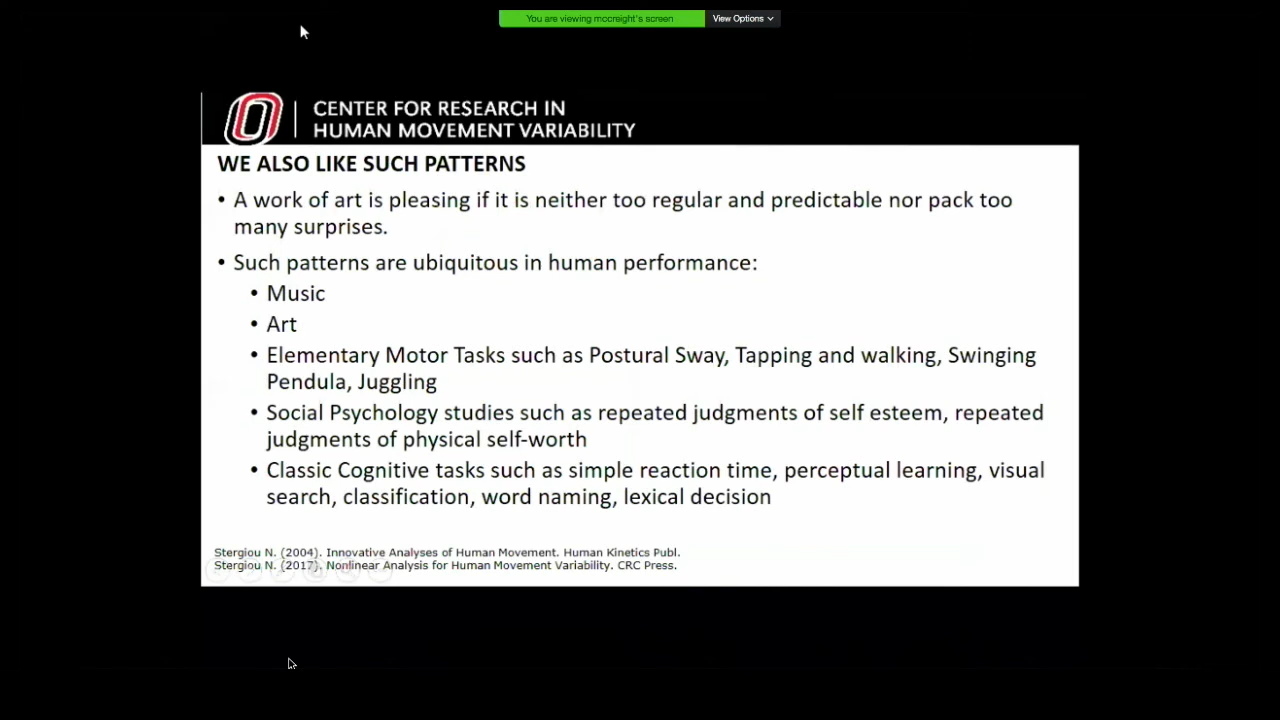 You are viewing mccreight's screen
View Options
CENTER FOR RESEARCH IN
HUMAN MOVEMENT VARIABILITY
WE ALSO LIKE SUCH PATTERNS
• A work of art is pleasing if it is neither too regular and predictable nor pack too
many surprises.
• Such patterns are ubiquitous in human performance:
• Music
• Art
• Elementary Motor Tasks such as Postural Sway, Tapping and walking, Swinging
Pendula, Juggling
• Social Psychology studies such as repeated judgments of self esteem, repeated
judgments of physical self-worth
• Classic Cognitive tasks such as simple reaction time, perceptual learning, visual
search, classification, word naming, lexical decision
Stergiou N. (2004). Innovative Analyses of Human Movement. Human Kinetics Publ.
Stergiou N. (2017). Nonlinear Analysis for Human Movement Variability. CRC Press.